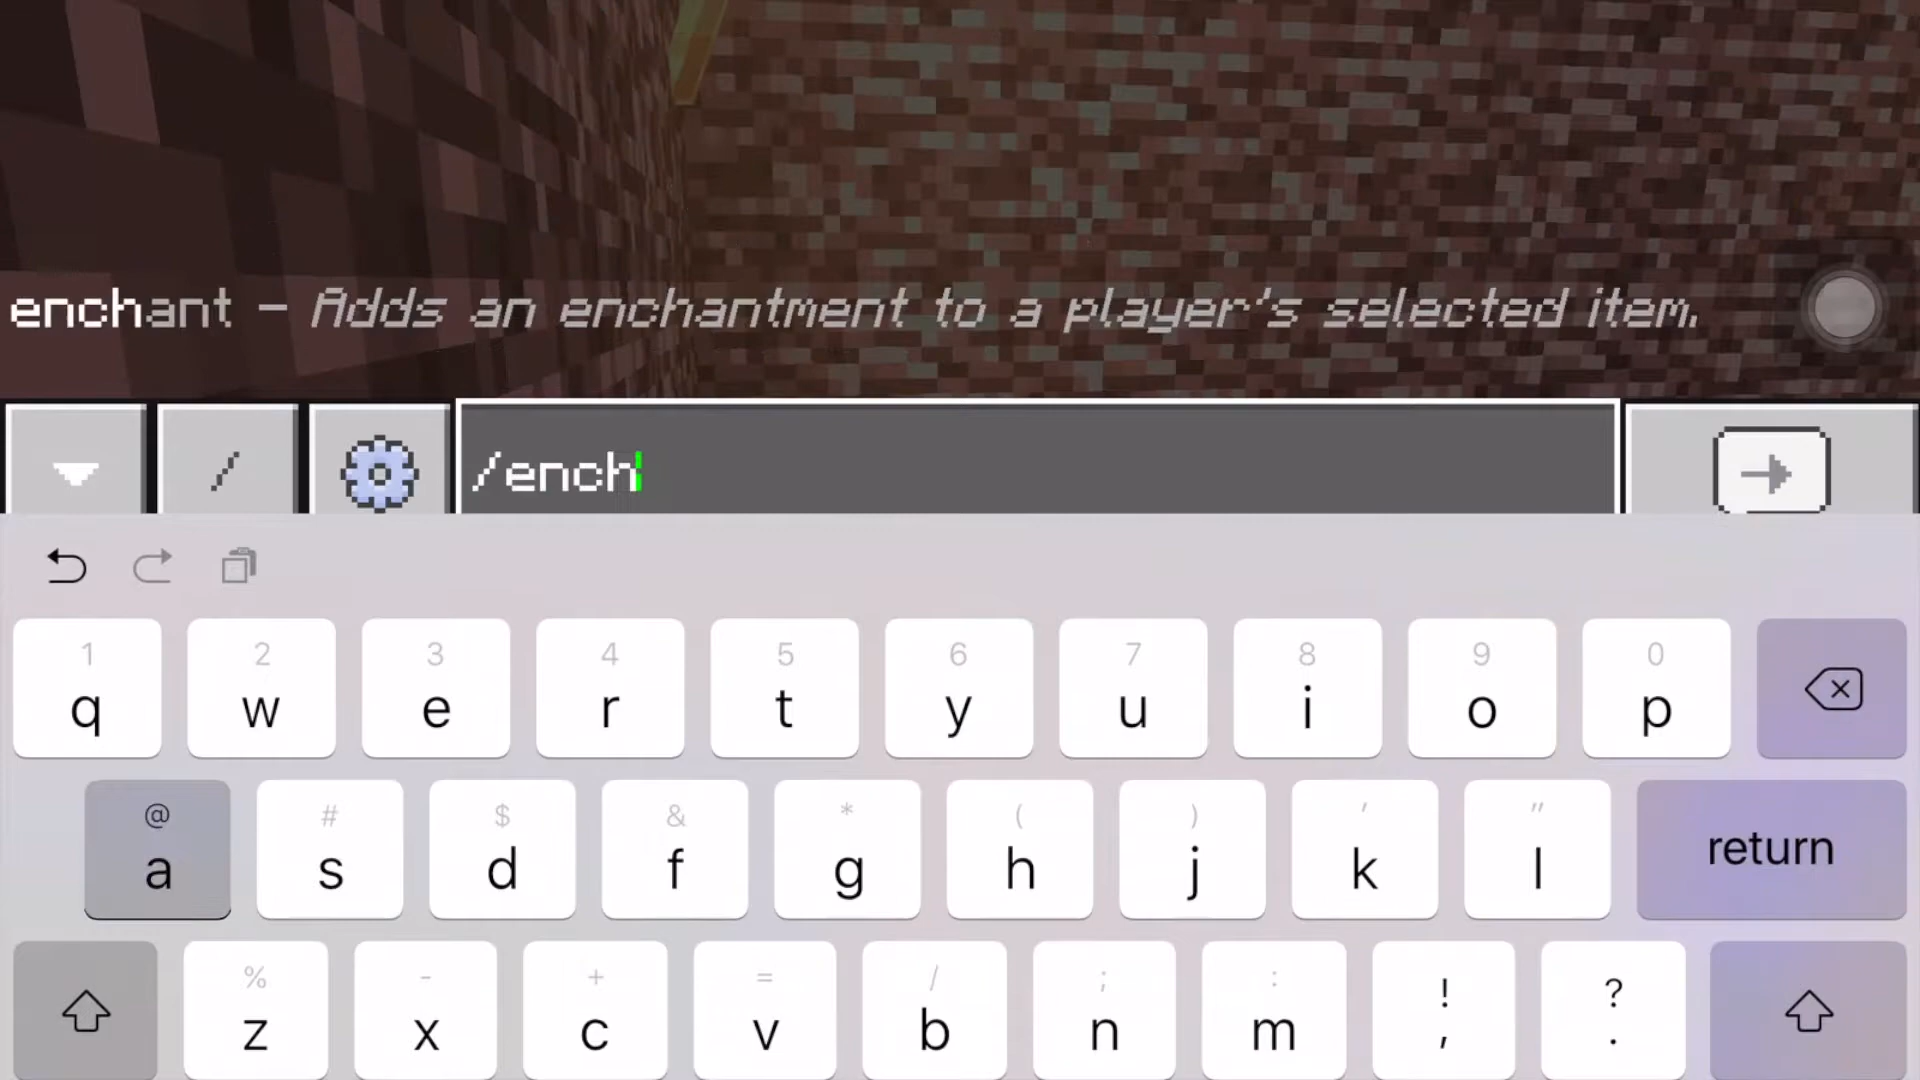 enchant - Adds an enchantment to a player's selected item.
/ /ench
1 2 3 4 5 6 7 8 9 0
q w e r t y u i o p
@ # $ & * ( ) ' "
a s d f g h j k l return
% - + = / ; : ! ?
z x c v b n m , .